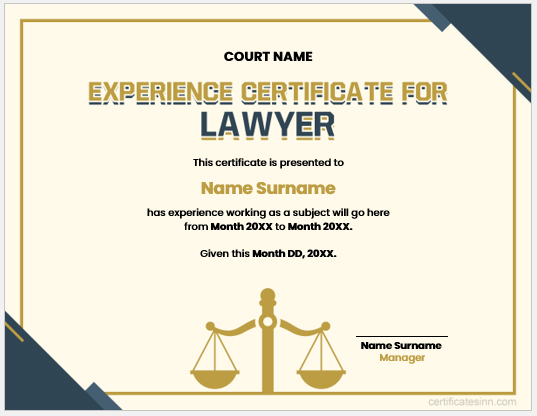 COURT NAME
EXPERIENCE CERTIFICATE FOR
LAWYER
This certificate is presented to
Name Surname
has experience working as a subject will go here
from Month 20XX to Month 20XX.
Given this Month DD, 20XX.
Name Surname
Manager
certificatesinn.com